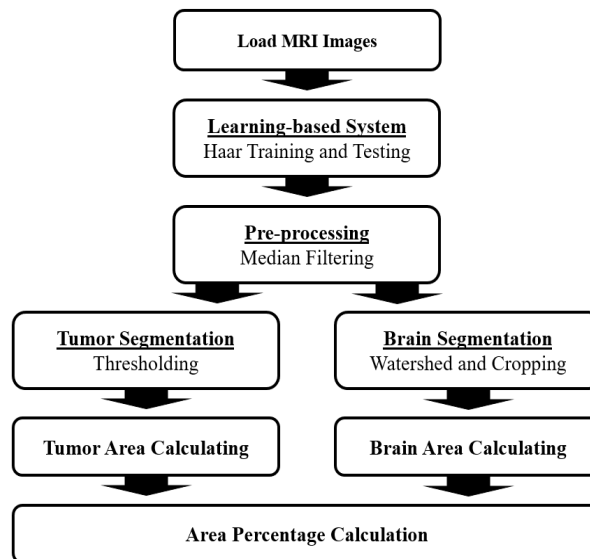 Load MRI Images
Learning-based System
Haar Training and Testing
Pre-processing
Median Filtering
Tumor Segmentation
Thresholding
Brain Segmentation
Watershed and Cropping
Tumor Area Calculating
Brain Area Calculating
Area Percentage Calculation